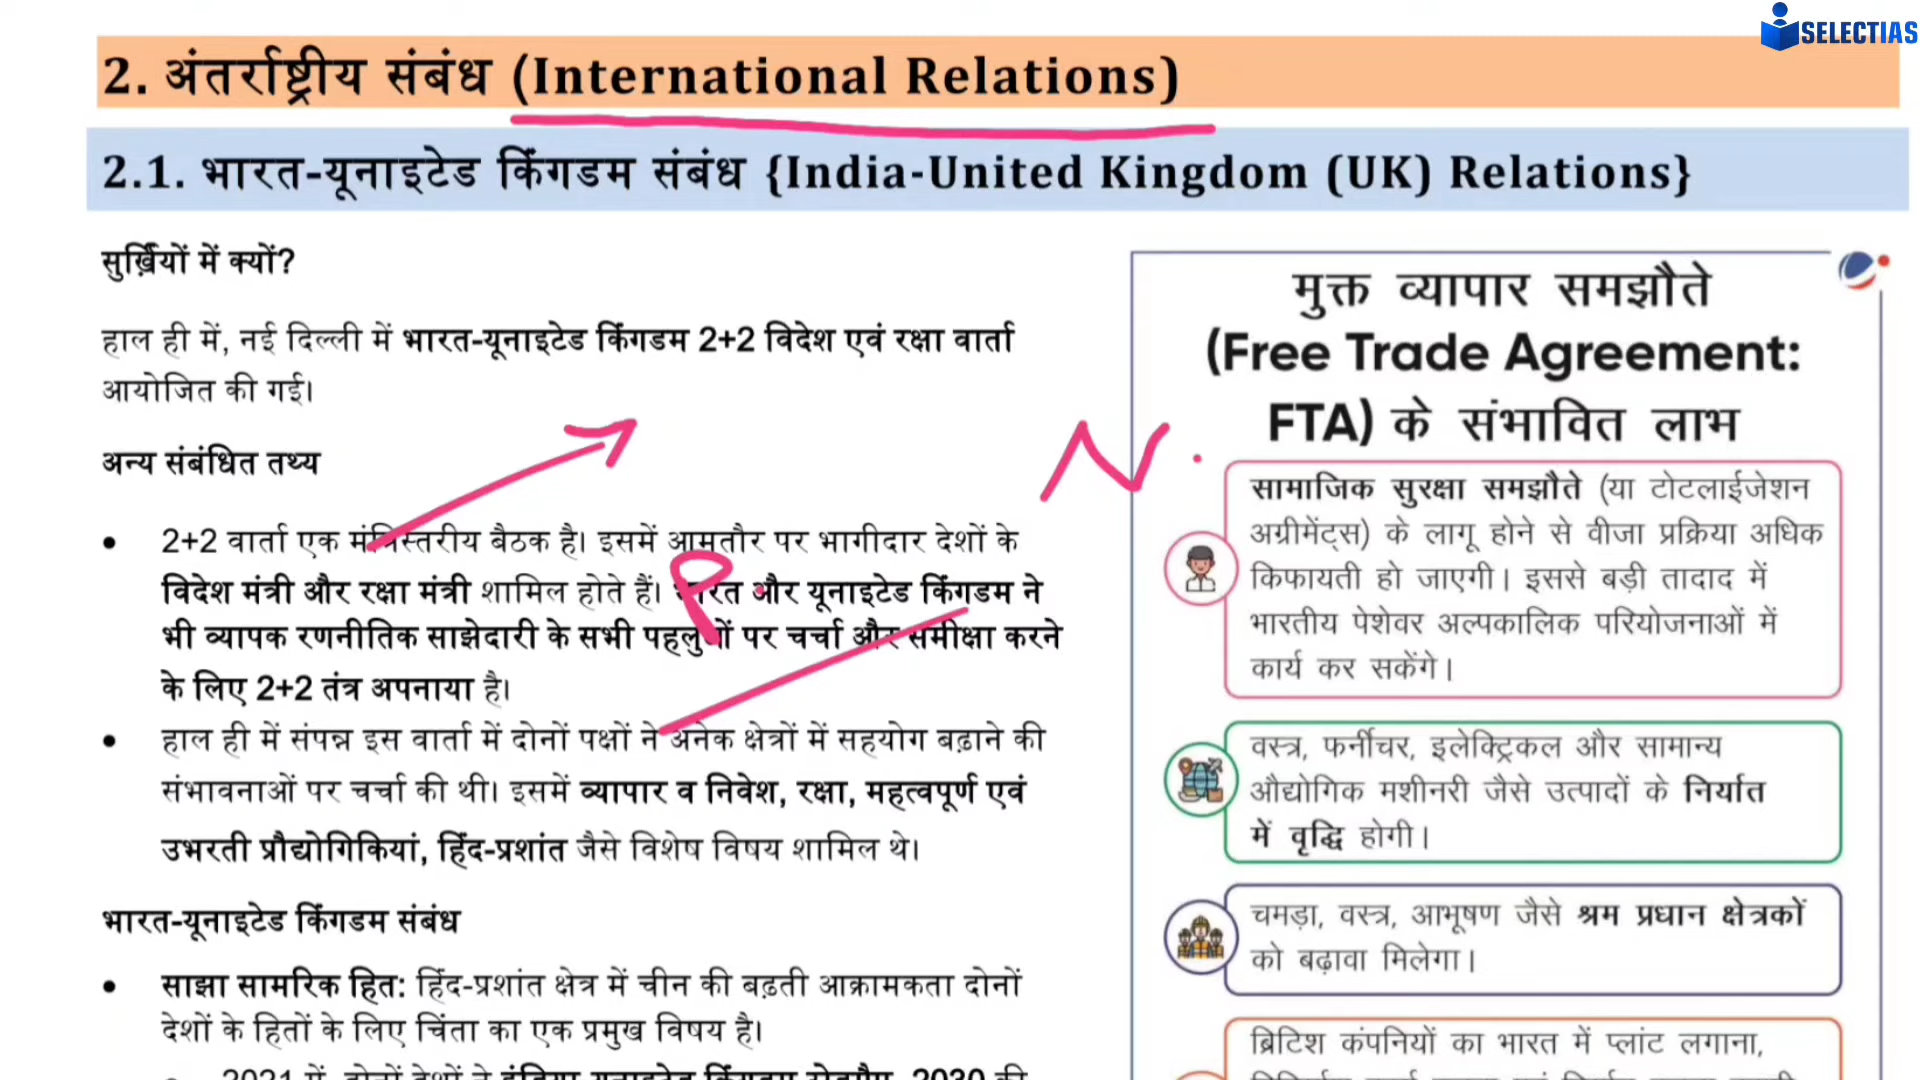 SELECTIAS
2. अंतर्राष्ट्रीय संबंध (International Relations)
2.1. भारत-यूनाइटेड किंगडम संबंध {India-United Kingdom (UK) Relations}
सुर्ख़ियों में क्यों?
हाल ही में, नई दिल्ली में भारत-यूनाइटेड किंगडम 2+2 विदेश एवं रक्षा वार्ता
आयोजित की गई।
अन्य संबंधित तथ्य
• 2+2 वार्ता एक मंत्रिस्तरीय बैठक है। इसमें आमतौर पर भागीदार देशों के
विदेश मंत्री और रक्षा मंत्री शामिल होते हैं। भारत और यूनाइटेड किंगडम ने
भी व्यापक रणनीतिक साझेदारी के सभी पहलुओं पर चर्चा और समीक्षा करने
के लिए 2+2 तंत्र अपनाया है।
• हाल ही में संपन्न इस वार्ता में दोनों पक्षों ने अनेक क्षेत्रों में सहयोग बढ़ाने की
संभावनाओं पर चर्चा की थी। इसमें व्यापार व निवेश, रक्षा, महत्वपूर्ण एवं
उभरती प्रौद्योगिकियां, हिंद-प्रशांत जैसे विशेष विषय शामिल थे।
भारत-यूनाइटेड किंगडम संबंध
• साझा सामरिक हित: हिंद-प्रशांत क्षेत्र में चीन की बढ़ती आक्रामकता दोनों
देशों के हितों के लिए चिंता का एक प्रमुख विषय है।
N.
P.
मुक्त व्यापार समझौते
(Free Trade Agreement:
FTA) के संभावित लाभ
सामाजिक सुरक्षा समझौते (या टोटलाईजेशन
अग्रीमेंट्स) के लागू होने से वीजा प्रक्रिया अधिक
किफायती हो जाएगी। इससे बड़ी तादाद में
भारतीय पेशेवर अल्पकालिक परियोजनाओं में
कार्य कर सकेंगे।
वस्त्र, फर्नीचर, इलेक्ट्रिकल और सामान्य
औद्योगिक मशीनरी जैसे उत्पादों के निर्यात
में वृद्धि होगी।
चमड़ा, वस्त्र, आभूषण जैसे श्रम प्रधान क्षेत्रकों
को बढ़ावा मिलेगा।
ब्रिटिश कंपनियों का भारत में प्लांट लगाना,